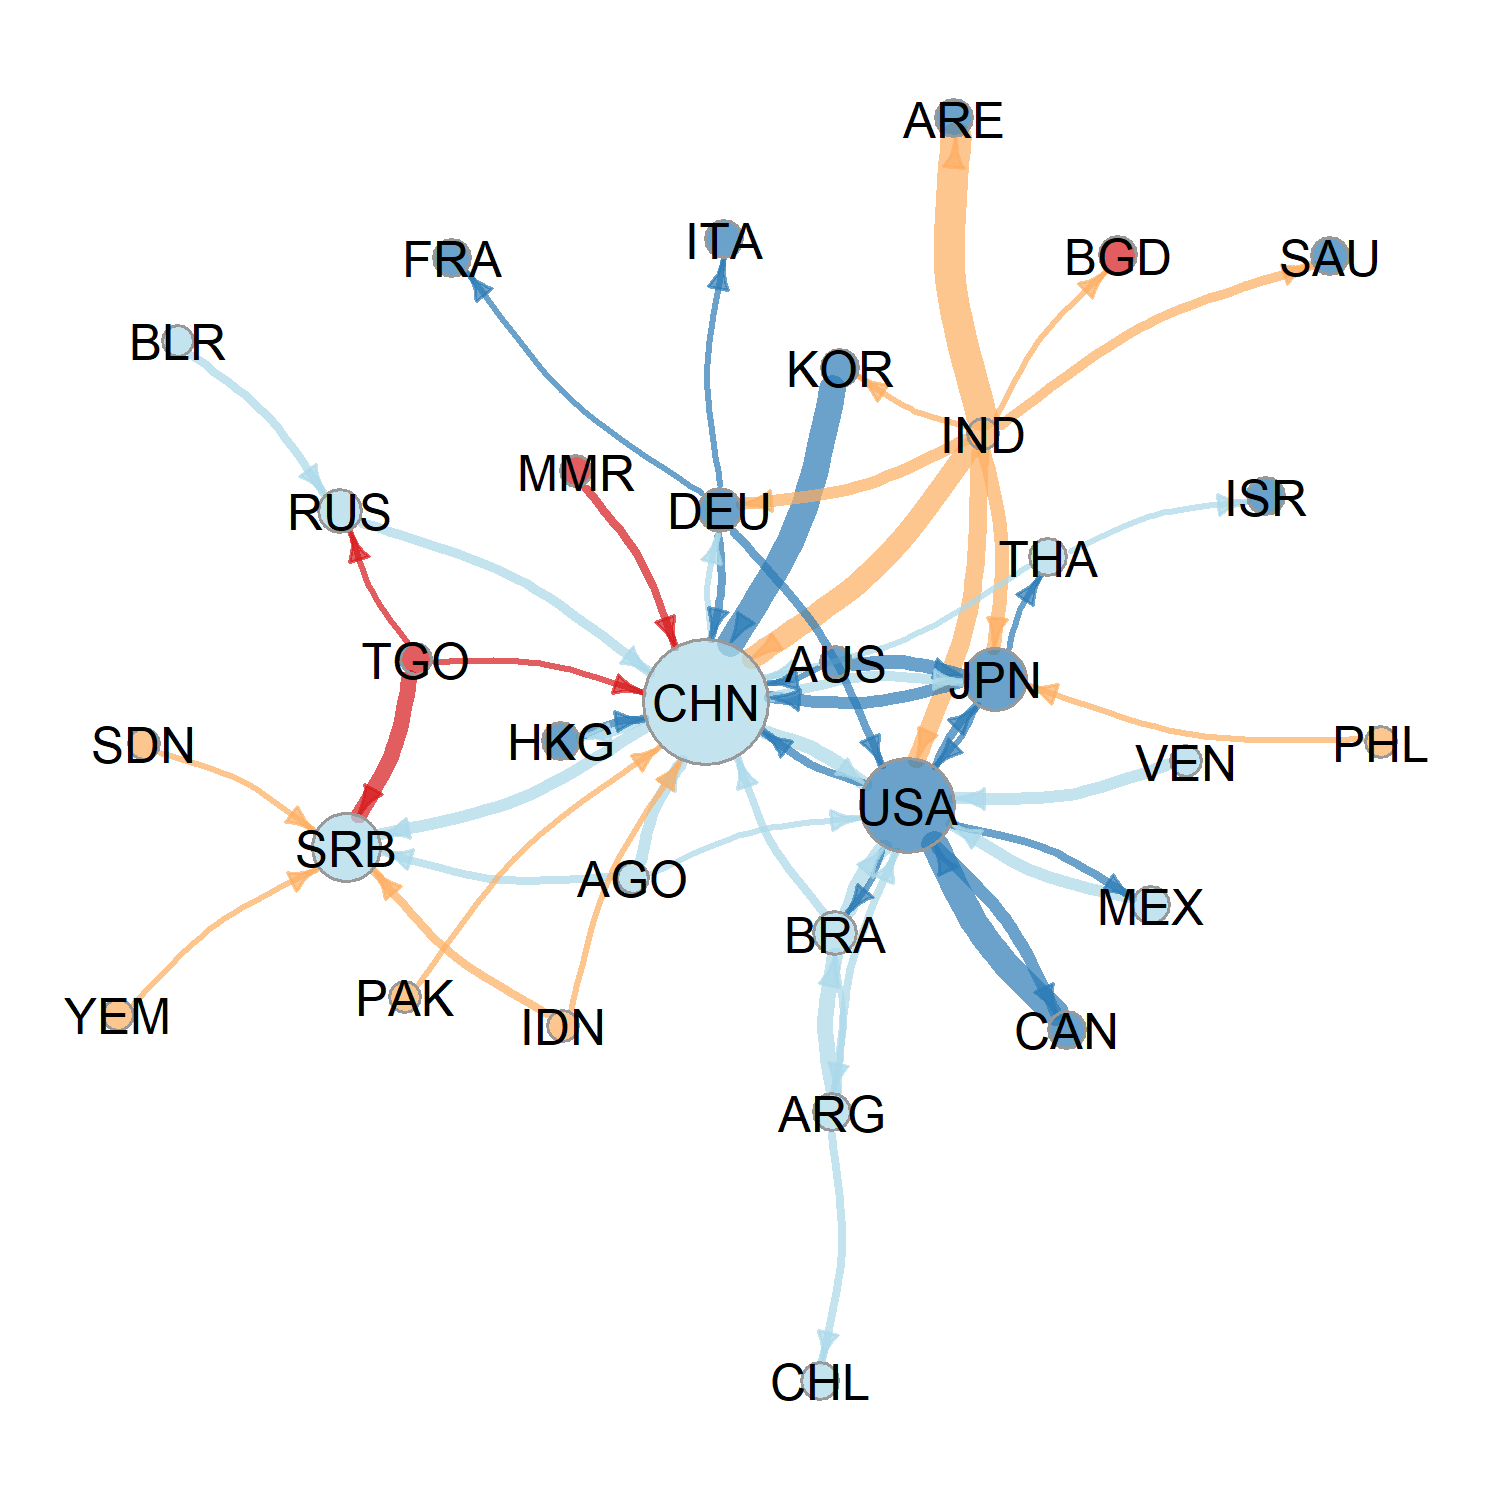 ARE
ITA
FRA
BGD
SAU
BLR
KOR
IND
MMR
ISR
RUS
DEU
THA
TGO
AUS
JPN
CHN
SDN
HKG
PHL
VEN
USA
SRB
AGO
MEX
BRA
PAK
YEM
IDN
CAN
ARG
CHL